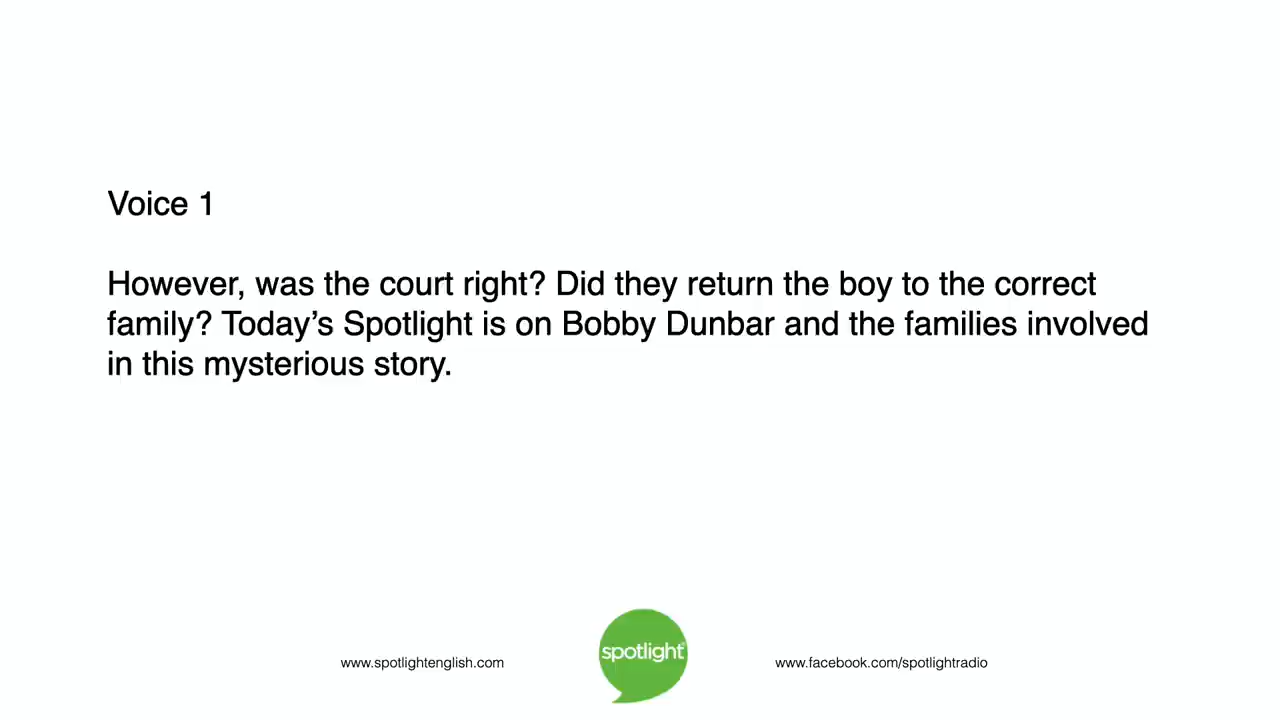 Voice 1
However, was the court right? Did they return the boy to the correct
family? Today’s Spotlight is on Bobby Dunbar and the families involved
in this mysterious story.
www.spotlightenglish.com
spotlight
www.facebook.com/spotlightradio